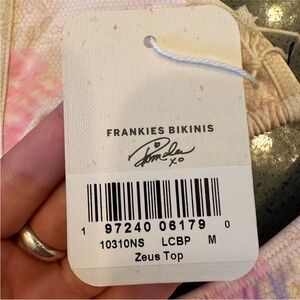 FRANKIES BIKINIS
Pamela
XO
1 97240 06179 0
10310NS LCBP M
Zeus Top